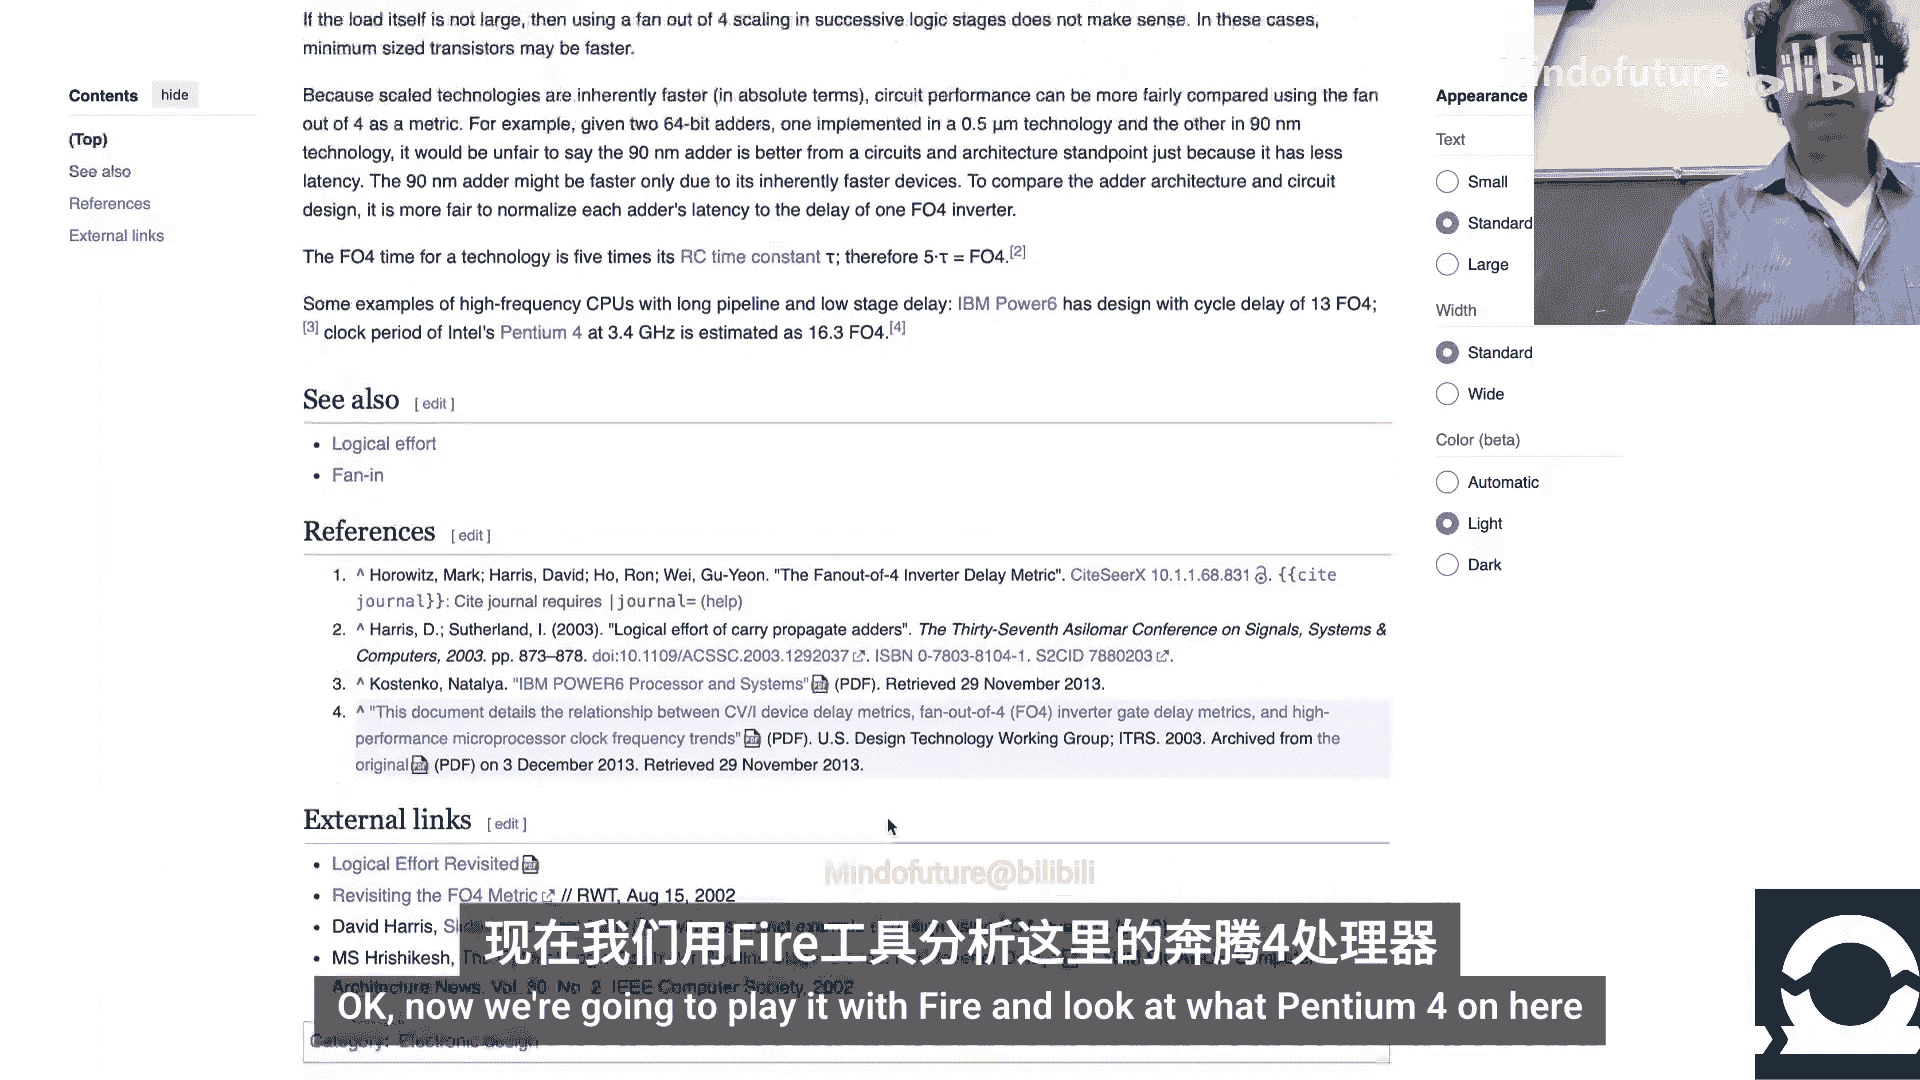 If the load itself is not large, then using a fan out of 4 scaling in successive logic stages does not make sense. In these cases,
minimum sized transistors may be faster.
Contents hide
(Top)
See also
References
External links
Because scaled technologies are inherently faster (in absolute terms), circuit performance can be more fairly compared using the fan
out of 4 as a metric. For example, given two 64-bit adders, one implemented in a 0.5 μm technology and the other in 90 nm
technology, it would be unfair to say the 90 nm adder is better from a circuits and architecture standpoint just because it has less
latency. The 90 nm adder might be faster only due to its inherently faster devices. To compare the adder architecture and circuit
design, it is more fair to normalize each adder's latency to the delay of one FO4 inverter.
The FO4 time for a technology is five times its RC time constant τ; therefore 5·τ = FO4.[2]
Some examples of high-frequency CPUs with long pipeline and low stage delay: IBM Power6 has design with cycle delay of 13 FO4;
[3] clock period of Intel's Pentium 4 at 3.4 GHz is estimated as 16.3 FO4.[4]
See also [ edit ]
• Logical effort
• Fan-in
References [ edit ]
1. ^ Horowitz, Mark; Harris, David; Ho, Ron; Wei, Gu-Yeon. "The Fanout-of-4 Inverter Delay Metric". CiteSeerX 10.1.1.68.831. {{cite
journal}}: Cite journal requires |journal= (help)
2. ^ Harris, D.; Sutherland, I. (2003). "Logical effort of carry propagate adders". The Thirty-Seventh Asilomar Conference on Signals, Systems &
Computers, 2003. pp. 873–878. doi:10.1109/ACSSC.2003.1292037. ISBN 0-7803-8104-1. S2CID 7880203.
3. ^ Kostenko, Natalya. "IBM POWER6 Processor and Systems" (PDF). Retrieved 29 November 2013.
4. ^ "This document details the relationship between CV/I device delay metrics, fan-out-of-4 (FO4) inverter gate delay metrics, and high-
performance microprocessor clock frequency trends" (PDF). U.S. Design Technology Working Group; ITRS. 2003. Archived from the
original (PDF) on 3 December 2013. Retrieved 29 November 2013.
External links [ edit ]
• Logical Effort Revisited
• Revisiting the FO4 Metric // RWT, Aug 15, 2002
• David Harris,
• MS Hrishikesh,
Architecture News. Vol. 30. No. 2. IEEE Computer Society, 2002
Category: Electronic design
Appearance
Text
Small
Standard
Large
Width
Standard
Wide
Color (beta)
Automatic
Light
Dark
Mindofuture bilibili
Mindofuture@bilibili
现在我们用Fire工具分析这里的奔腾4处理器
OK, now we're going to play it with Fire and look at what Pentium 4 on here